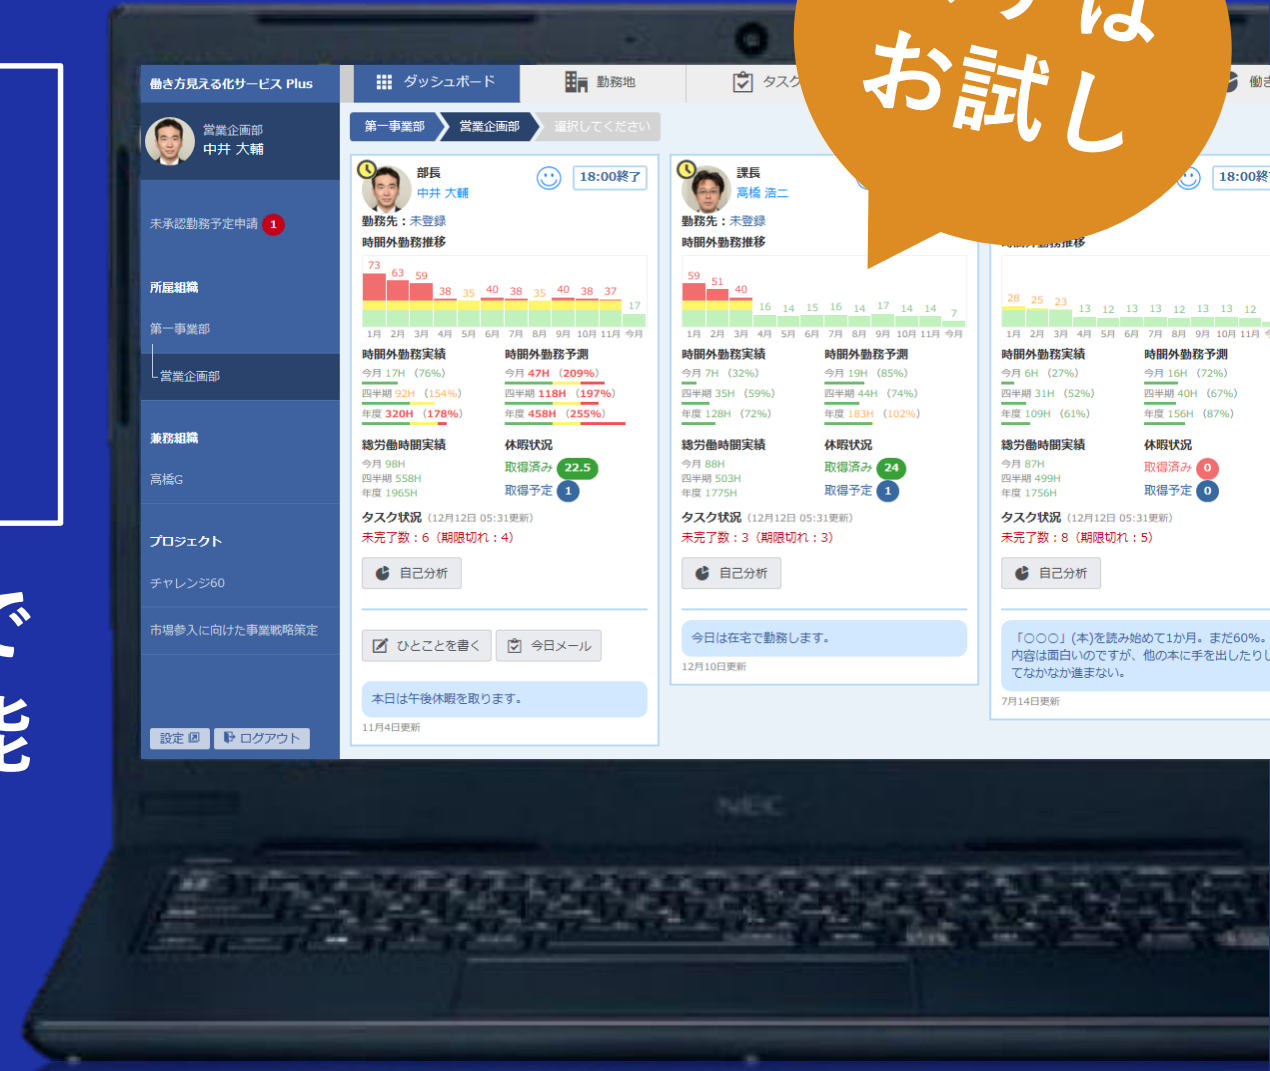 お試し
は
で
能
働き方見える化サービス Plus
ダッシュボード
勤務地
タスク
働き
営業企画部
中井 大輔
第一事業部
営業企画部
選択してください
未承認勤務予定申請 1
所属組織
第一事業部
営業企画部
兼務組織
高橋G
プロジェクト
チャレンジ60
市場参入に向けた事業戦略策定
設定
ログアウト
部長
中井 大輔
18:00終了
勤務先：未登録
時間外勤務推移
73 63 59 38 35 40 38 35 40 38 37 17
1月 2月 3月 4月 5月 6月 7月 8月 9月 10月 11月 今月
時間外勤務実績
今月 17H (76%)
四半期 92H (154%)
年度 320H (178%)
時間外勤務予測
今月 47H (209%)
四半期 118H (197%)
年度 458H (255%)
総労働時間実績
今月 98H
四半期 558H
年度 1965H
休暇状況
取得済み 22.5
取得予定 1
タスク状況 (12月12日 05:31更新)
未完了数：6（期限切れ：4）
自己分析
ひとことを書く
今日メール
本日は午後休暇を取ります。
11月4日更新
課長
高橋 浩二
勤務先：未登録
時間外勤務推移
59 51 40 16 14 15 16 14 17 14 14 7
1月 2月 3月 4月 5月 6月 7月 8月 9月 10月 11月 今月
時間外勤務実績
今月 7H (32%)
四半期 35H (59%)
年度 128H (72%)
時間外勤務予測
今月 19H (85%)
四半期 44H (74%)
年度 183H (102%)
総労働時間実績
今月 88H
四半期 503H
年度 1775H
休暇状況
取得済み 24
取得予定 1
タスク状況 (12月12日 05:31更新)
未完了数：3（期限切れ：3）
自己分析
今日は在宅で勤務します。
12月10日更新
18:00終了
時間外勤務推移
28 25 23 13 12 13 13 12 13 13 12
1月 2月 3月 4月 5月 6月 7月 8月 9月 10月 11月
時間外勤務実績
今月 6H (27%)
四半期 31H (52%)
年度 109H (61%)
時間外勤務予測
今月 16H (72%)
四半期 40H (67%)
年度 156H (87%)
総労働時間実績
今月 87H
四半期 499H
年度 1756H
休暇状況
取得済み 0
取得予定 0
タスク状況 (12月12日 05:31更新)
未完了数：8（期限切れ：5）
自己分析
「○○○」(本)を読み始めて1か月。まだ60%。
内容は面白いのですが、他の本に手を出したりし
てなかなか進まない。
7月14日更新
NEC